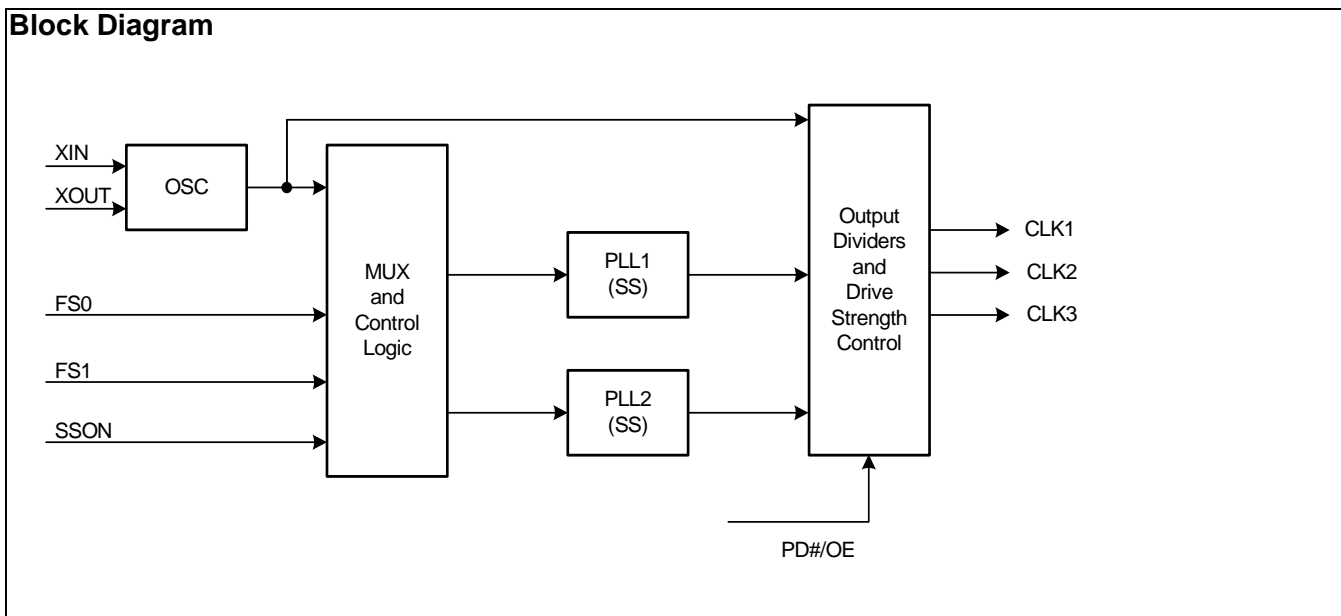 Block Diagram
XIN
XOUT
OSC
FS0
FS1
SSON
MUX
and
Control
Logic
PLL1
(SS)
PLL2
(SS)
Output
Dividers
and
Drive
Strength
Control
CLK1
CLK2
CLK3
PD#/OE